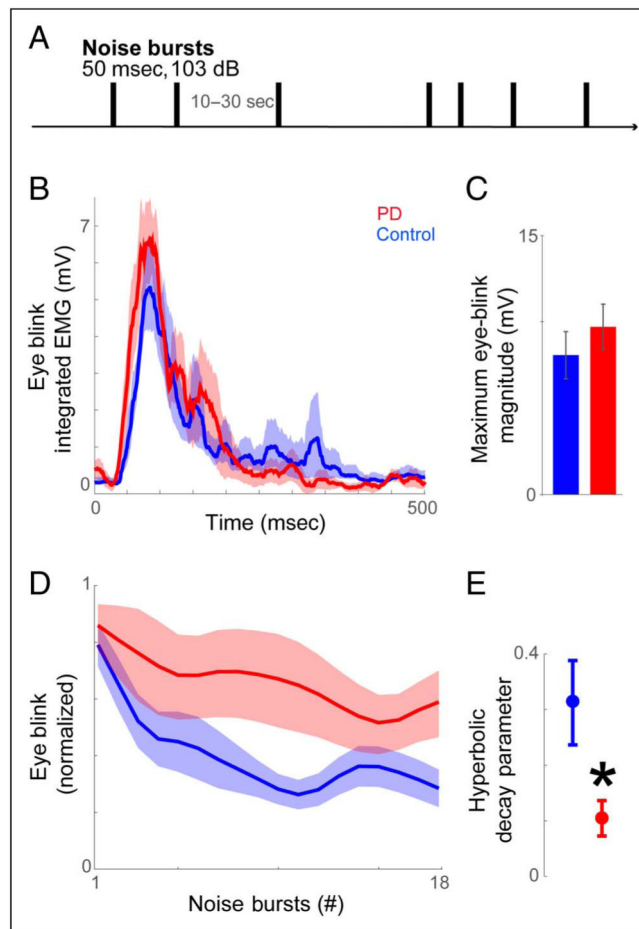 A
Noise bursts
50 msec, 103 dB
10–30 sec
B
Eye blink
integrated EMG (mV)
7
0
PD
Control
0
500
Time (msec)
C
Maximum eye-blink
magnitude (mV)
15
0
D
Eye blink
(normalized)
1
0
1
18
Noise bursts (#)
E
Hyperbolic
decay parameter
0.4
0
*